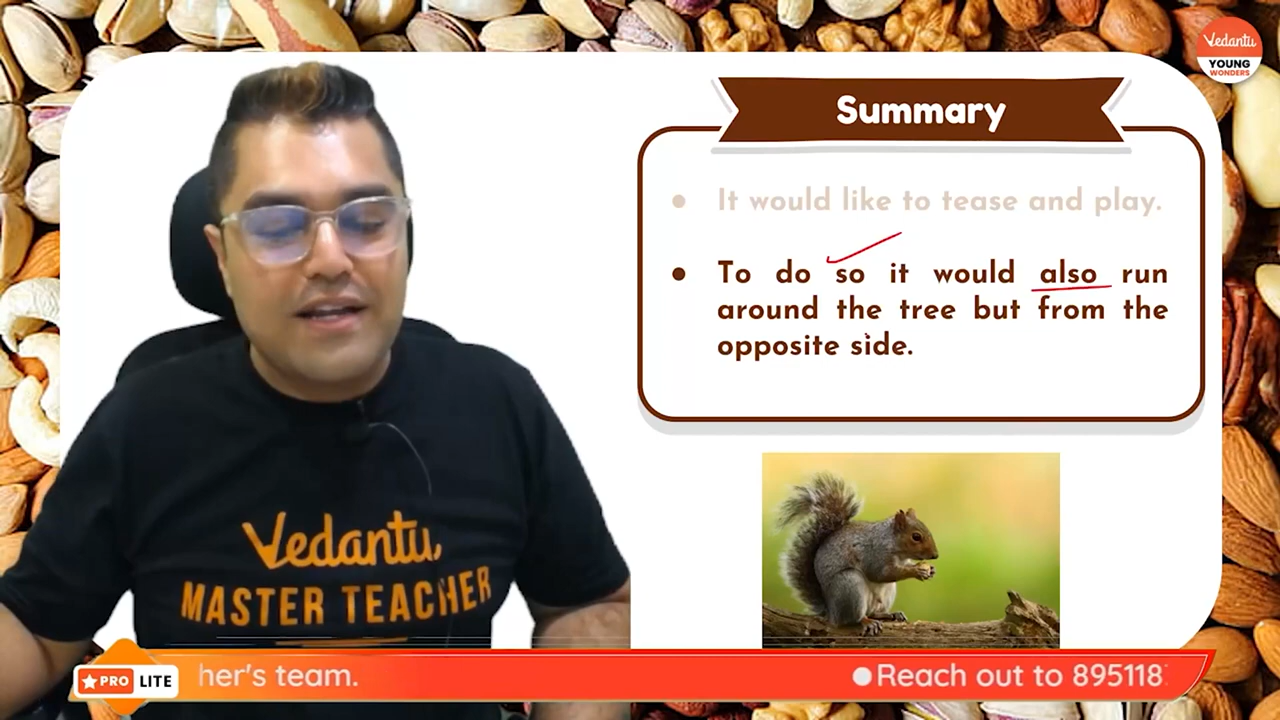 Vedantu
YOUNG
WONDERS
Summary
• It would like to tease and play.
• To do so it would also run
around the tree but from the
opposite side.
Vedantu
MASTER TEACHER
PRO LITE
her's team.
●Reach out to 895118